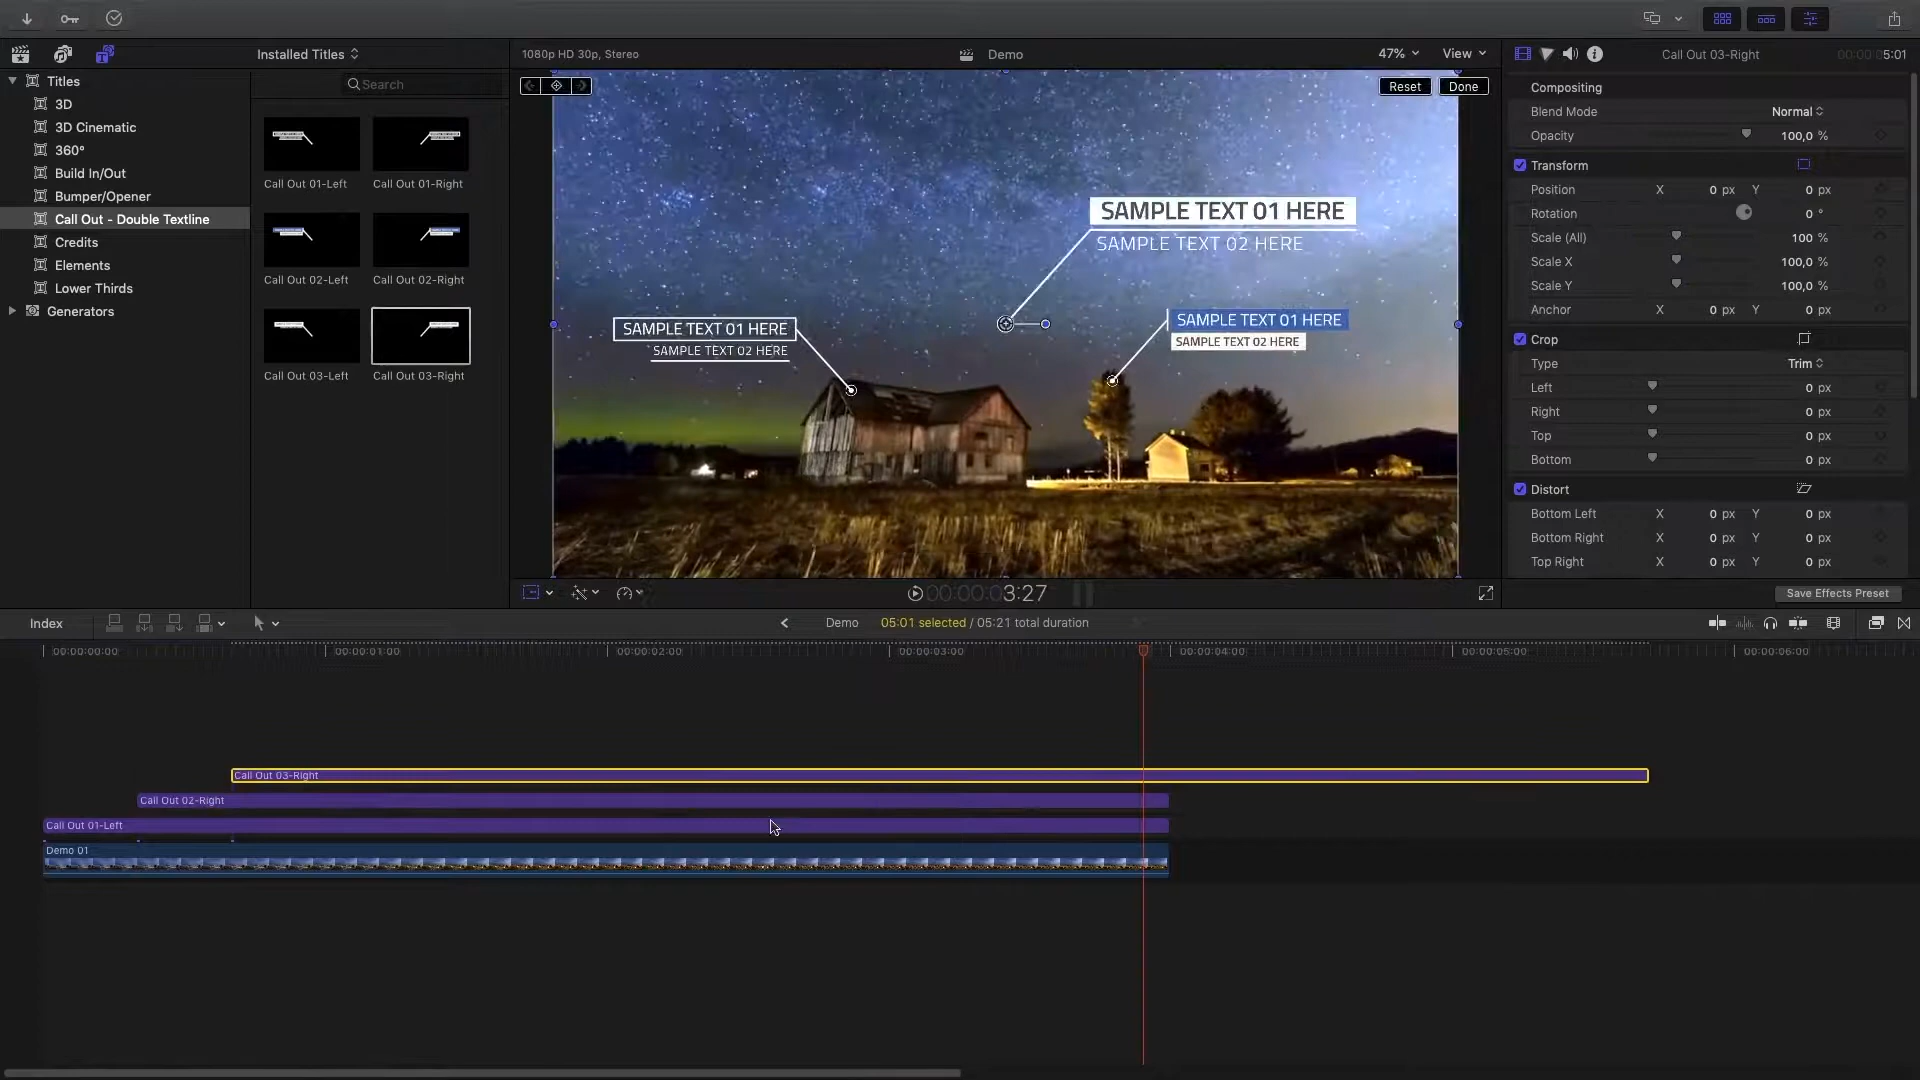 Installed Titles
1080p HD 30p, Stereo
Demo
47%
View
Call Out 03-Right
00:00:05:01
Titles
3D
3D Cinematic
360°
Build In/Out
Bumper/Opener
Call Out - Double Textline
Credits
Elements
Lower Thirds
Generators
Search
Call Out 01-Left
Call Out 01-Right
Call Out 02-Left
Call Out 02-Right
Call Out 03-Left
Call Out 03-Right
Reset
Done
SAMPLE TEXT 01 HERE
SAMPLE TEXT 02 HERE
SAMPLE TEXT 01 HERE
SAMPLE TEXT 02 HERE
SAMPLE TEXT 01 HERE
SAMPLE TEXT 02 HERE
00:00:03:27
Compositing
Blend Mode Normal
Opacity 100,0 %
Transform
Position X 0 px Y 0 px
Rotation 0 °
Scale (All) 100 %
Scale X 100,0 %
Scale Y 100,0 %
Anchor X 0 px Y 0 px
Crop
Type Trim
Left 0 px
Right 0 px
Top 0 px
Bottom 0 px
Distort
Bottom Left X 0 px Y 0 px
Bottom Right X 0 px Y 0 px
Top Right X 0 px Y 0 px
Save Effects Preset
Index
Demo
05:01 selected / 05:21 total duration
00:00:00:00
00:00:01:00
00:00:02:00
00:00:03:00
00:00:04:00
00:00:05:00
00:00:06:00
Call Out 03-Right
Call Out 02-Right
Call Out 01-Left
Demo 01